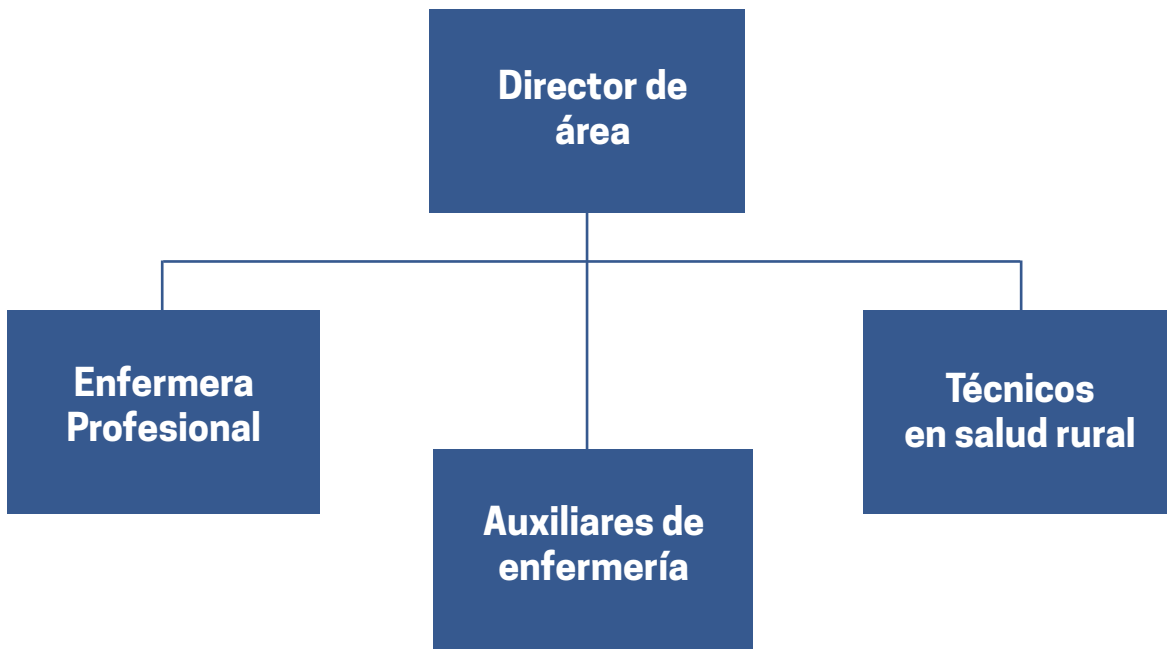 Director de
área
Enfermera
Profesional
Auxiliares de
enfermería
Técnicos
en salud rural